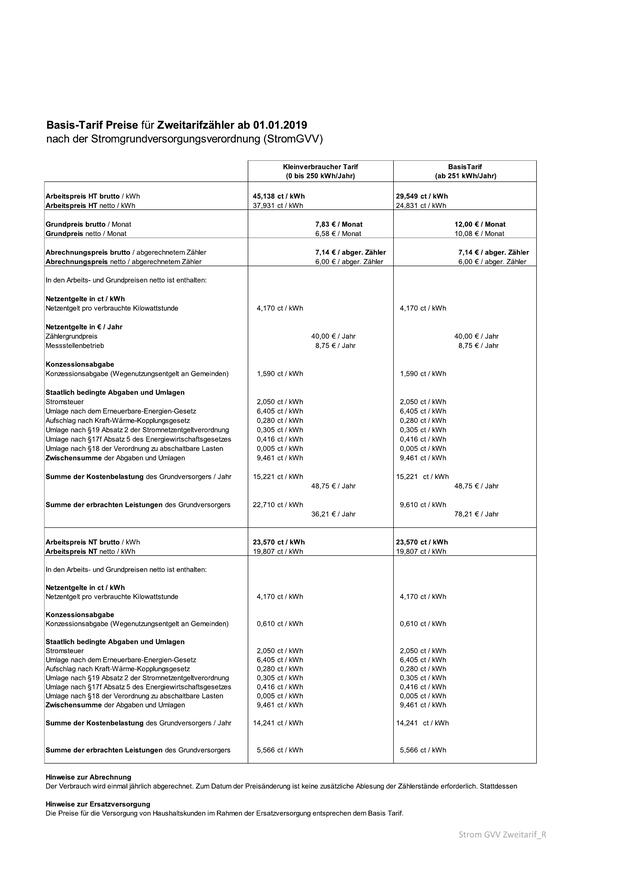 Basis-Tarif Preise für Zweitarifzähler ab 01.01.2019
nach der Stromgrundversorgungsverordnung (StromGVV)
Kleinverbraucher Tarif BasisTarif
(0 bis 250 kWh/Jahr) (ab 251 kWh/Jahr)
Arbeitspreis HT brutto / kWh 45,138 ct / kWh 29,549 ct / kWh
Arbeitspreis HT netto / kWh 37,931 ct / kWh 24,831 ct / kWh
Grundpreis brutto / Monat 7,83 € / Monat 12,00 € / Monat
Grundpreis netto / Monat 6,58 € / Monat 10,08 € / Monat
Abrechnungspreis brutto / abgerechnetem Zähler 7,14 € / abger. Zähler 7,14 € / abger. Zähler
Abrechnungspreis netto / abgerechnetem Zähler 6,00 € / abger. Zähler 6,00 € / abger. Zähler
In den Arbeits- und Grundpreisen netto ist enthalten:
Netzentgelte in ct / kWh
Netzentgelt pro verbrauchte Kilowattstunde 4,170 ct / kWh 4,170 ct / kWh
Netzentgelte in € / Jahr
Zählergrundpreis 40,00 € / Jahr 40,00 € / Jahr
Messstellenbetrieb 8,75 € / Jahr 8,75 € / Jahr
Konzessionsabgabe
Konzessionsabgabe (Wegenutzungsentgelt an Gemeinden) 1,590 ct / kWh 1,590 ct / kWh
Staatlich bedingte Abgaben und Umlagen
Stromsteuer 2,050 ct / kWh 2,050 ct / kWh
Umlage nach dem Erneuerbare-Energien-Gesetz 6,405 ct / kWh 6,405 ct / kWh
Aufschlag nach Kraft-Wärme-Kopplungsgesetz 0,280 ct / kWh 0,280 ct / kWh
Umlage nach §19 Absatz 2 der Stromnetzentgeltverordnung 0,305 ct / kWh 0,305 ct / kWh
Umlage nach §17f Absatz 5 des Energiewirtschaftsgesetzes 0,416 ct / kWh 0,416 ct / kWh
Umlage nach §18 der Verordnung zu abschaltbare Lasten 0,005 ct / kWh 0,005 ct / kWh
Zwischensumme der Abgaben und Umlagen 9,461 ct / kWh 9,461 ct / kWh
Summe der Kostenbelastung des Grundversorgers / Jahr 15,221 ct / kWh 15,221 ct / kWh
48,75 € / Jahr 48,75 € / Jahr
Summe der erbrachten Leistungen des Grundversorgers 22,710 ct / kWh 9,610 ct / kWh
36,21 € / Jahr 78,21 € / Jahr
Arbeitspreis NT brutto / kWh 23,570 ct / kWh 23,570 ct / kWh
Arbeitspreis NT netto / kWh 19,807 ct / kWh 19,807 ct / kWh
In den Arbeits- und Grundpreisen netto ist enthalten:
Netzentgelte in ct / kWh
Netzentgelt pro verbrauchte Kilowattstunde 4,170 ct / kWh 4,170 ct / kWh
Konzessionsabgabe
Konzessionsabgabe (Wegenutzungsentgelt an Gemeinden) 0,610 ct / kWh 0,610 ct / kWh
Staatlich bedingte Abgaben und Umlagen
Stromsteuer 2,050 ct / kWh 2,050 ct / kWh
Umlage nach dem Erneuerbare-Energien-Gesetz 6,405 ct / kWh 6,405 ct / kWh
Aufschlag nach Kraft-Wärme-Kopplungsgesetz 0,280 ct / kWh 0,280 ct / kWh
Umlage nach §19 Absatz 2 der Stromnetzentgeltverordnung 0,305 ct / kWh 0,305 ct / kWh
Umlage nach §17f Absatz 5 des Energiewirtschaftsgesetzes 0,416 ct / kWh 0,416 ct / kWh
Umlage nach §18 der Verordnung zu abschaltbare Lasten 0,005 ct / kWh 0,005 ct / kWh
Zwischensumme der Abgaben und Umlagen 9,461 ct / kWh 9,461 ct / kWh
Summe der Kostenbelastung des Grundversorgers / Jahr 14,241 ct / kWh 14,241 ct / kWh
Summe der erbrachten Leistungen des Grundversorgers 5,566 ct / kWh 5,566 ct / kWh
Hinweise zur Abrechnung
Der Verbrauch wird einmal jährlich abgerechnet. Zum Datum der Preisänderung ist keine zusätzliche Ablesung der Zählerstände erforderlich. Stattdessen
Hinweise zur Ersatzversorgung
Die Preise für die Versorgung von Haushaltskunden im Rahmen der Ersatzversorgung entsprechen dem Basis Tarif.
Strom GVV Zweitarif_R